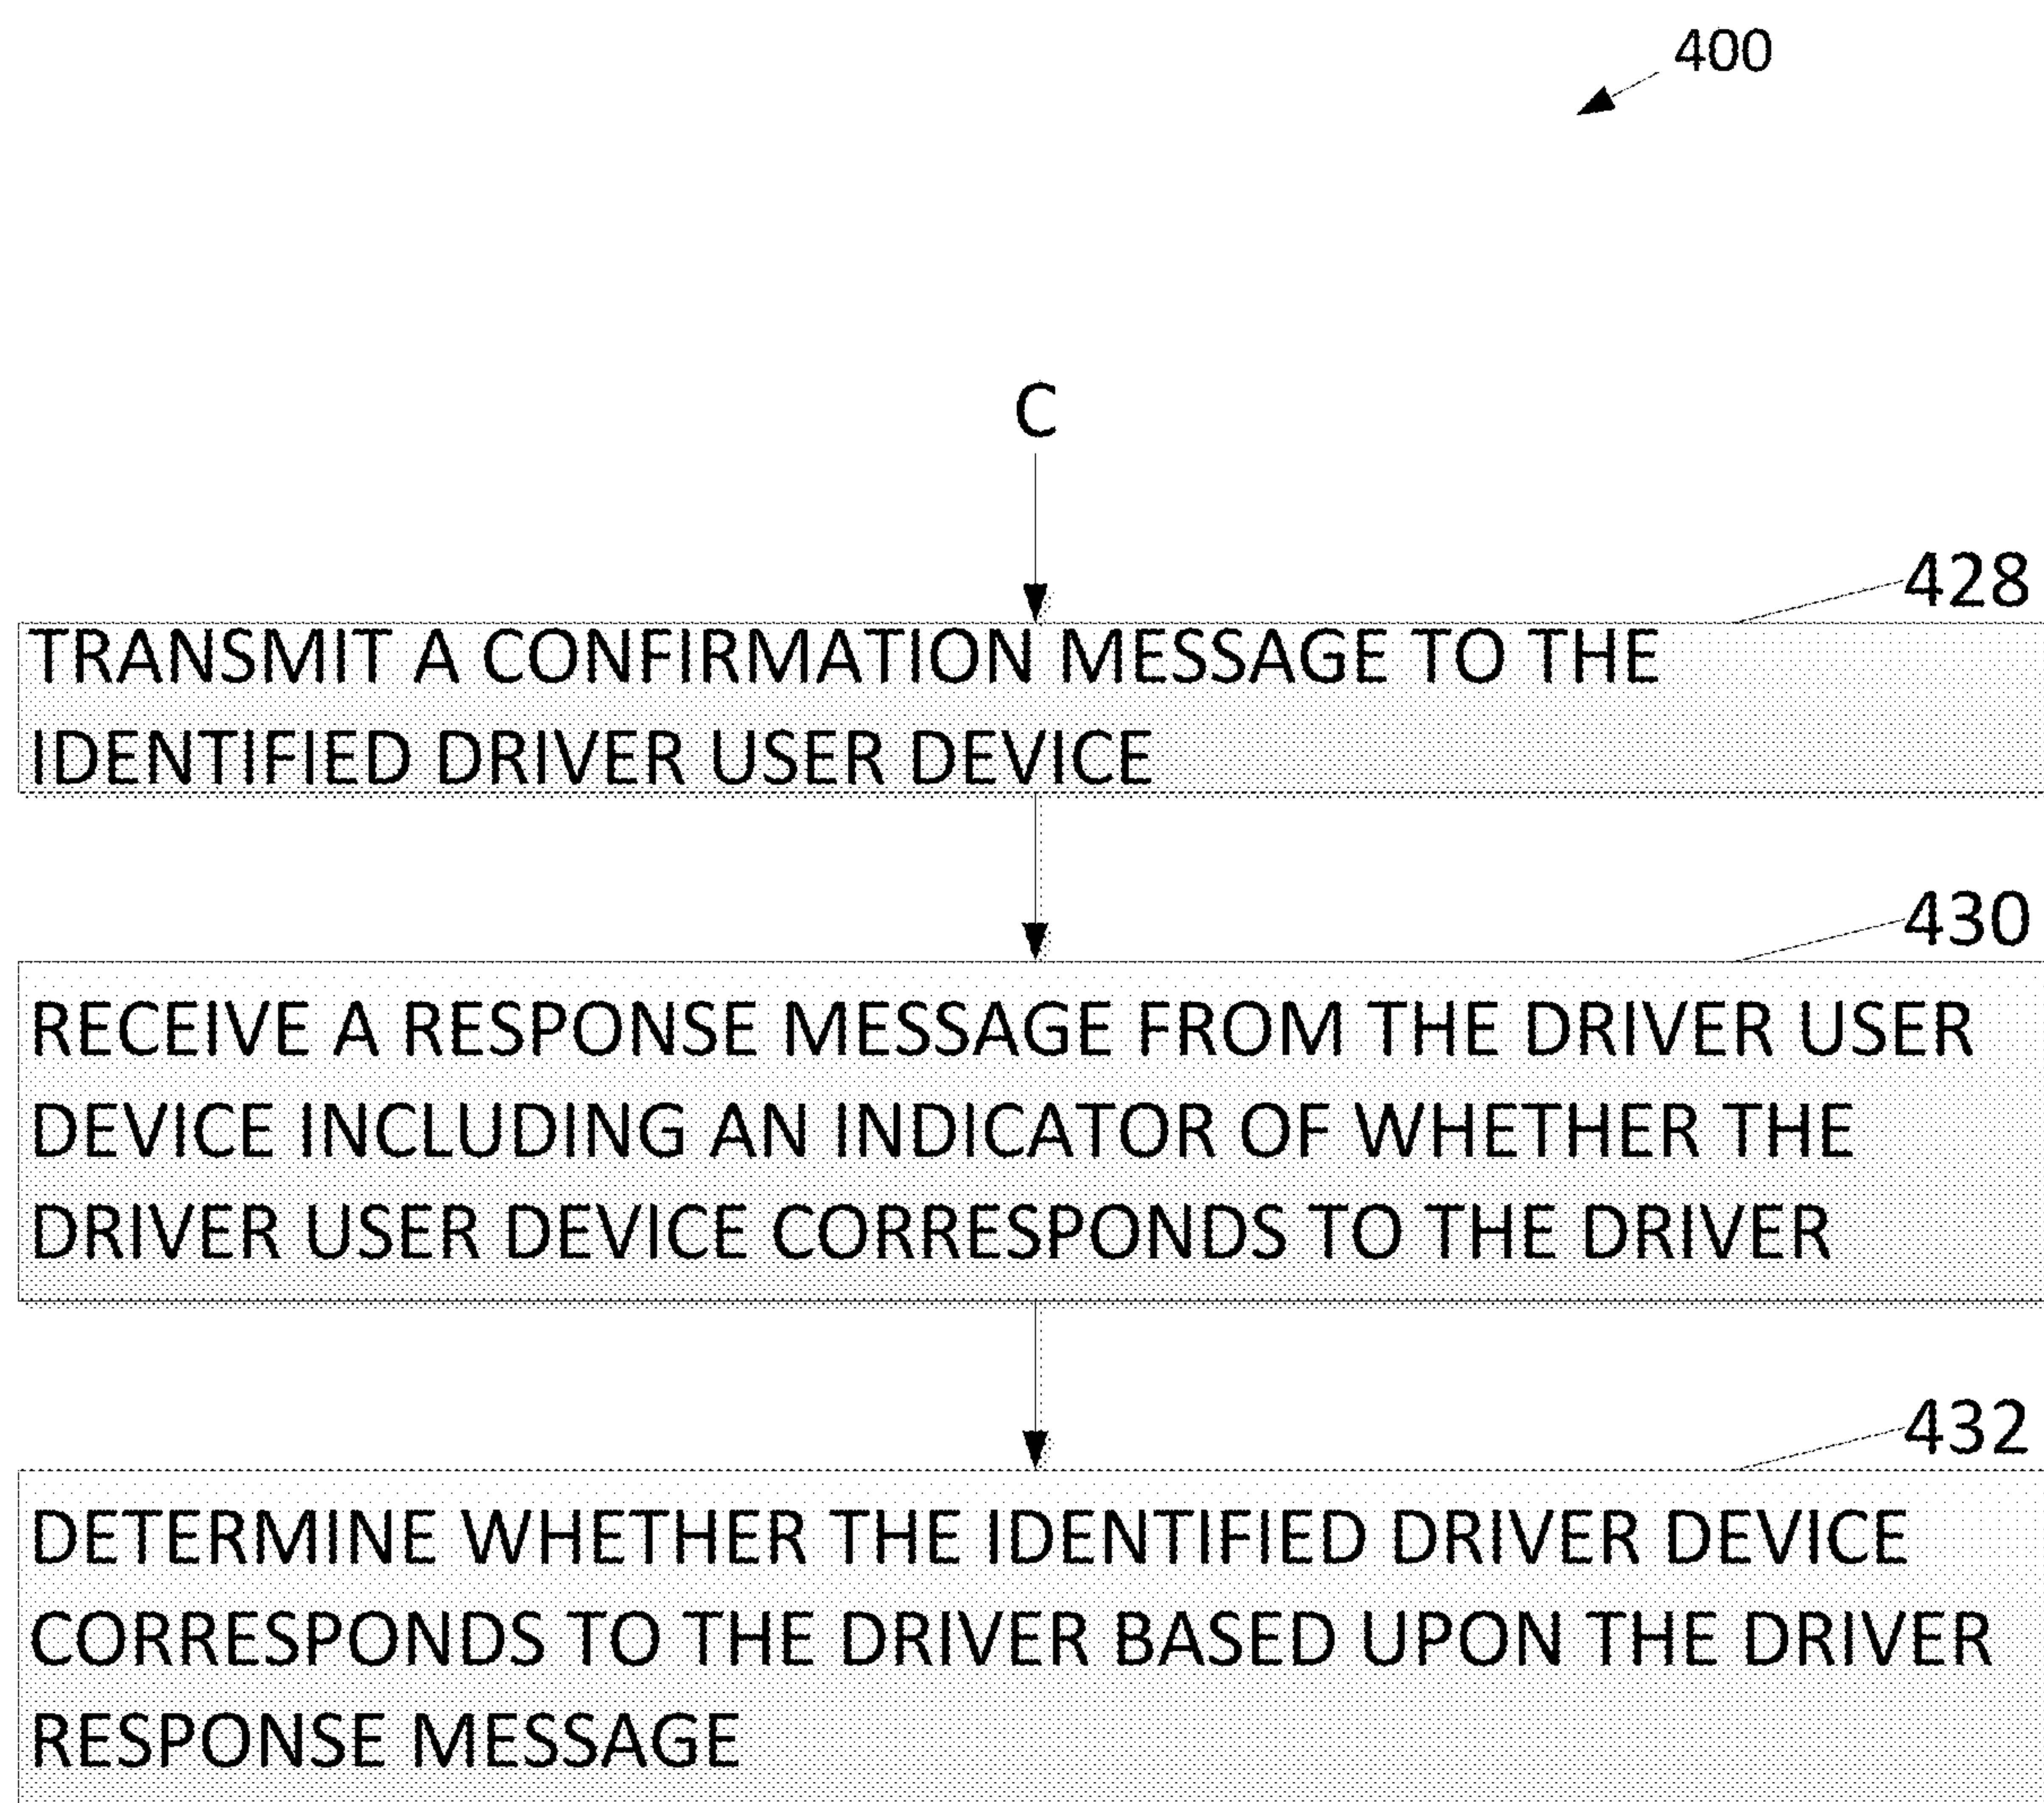 400
C
428
TRANSMIT A CONFIRMATION MESSAGE TO THE
IDENTIFIED DRIVER USER DEVICE
430
RECEIVE A RESPONSE MESSAGE FROM THE DRIVER USER
DEVICE INCLUDING AN INDICATOR OF WHETHER THE
DRIVER USER DEVICE CORRESPONDS TO THE DRIVER
432
DETERMINE WHETHER THE IDENTIFIED DRIVER DEVICE
CORRESPONDS TO THE DRIVER BASED UPON THE DRIVER
RESPONSE MESSAGE